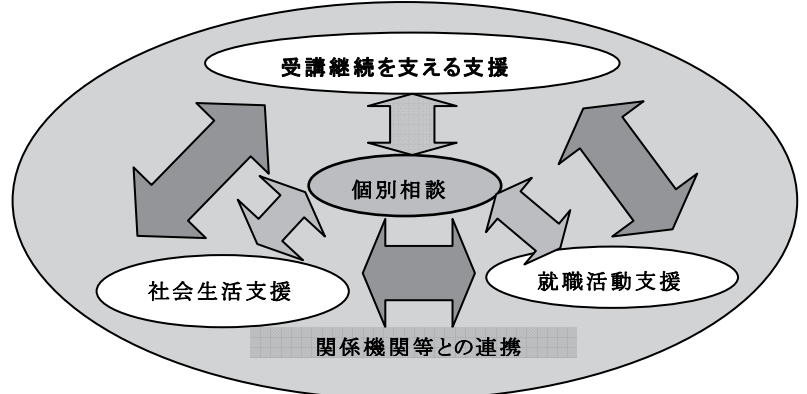 受講継続を支える支援
個別相談
社会生活支援
就職活動支援
関係機関等との連携